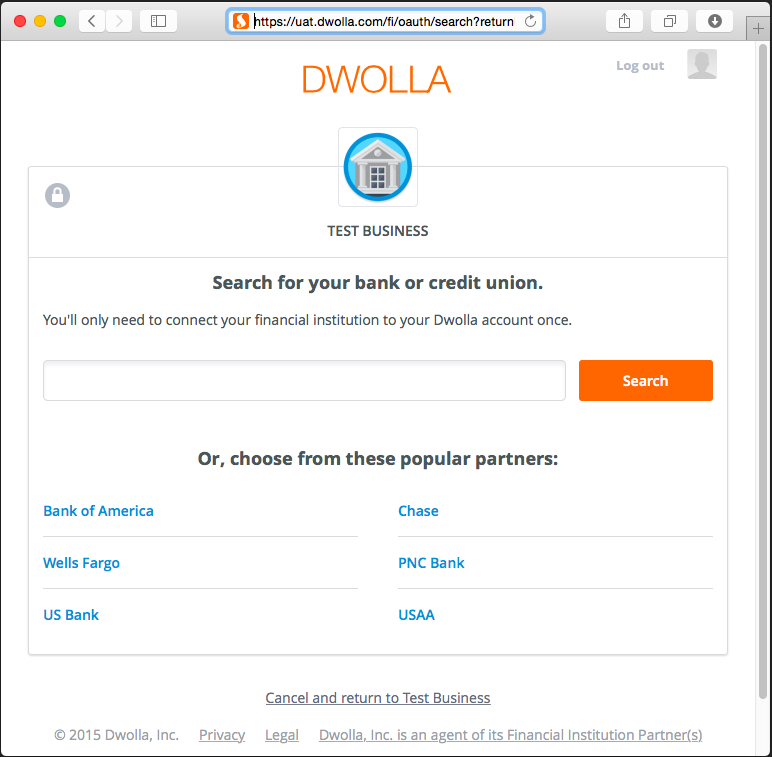 https://uat.dwolla.com/fi/oauth/search?return
DWOLLA
Log out
TEST BUSINESS
Search for your bank or credit union.
You'll only need to connect your financial institution to your Dwolla account once.
Search
Or, choose from these popular partners:
Bank of America
Chase
Wells Fargo
PNC Bank
US Bank
USAA
Cancel and return to Test Business
© 2015 Dwolla, Inc. Privacy Legal Dwolla, Inc. is an agent of its Financial Institution Partner(s)